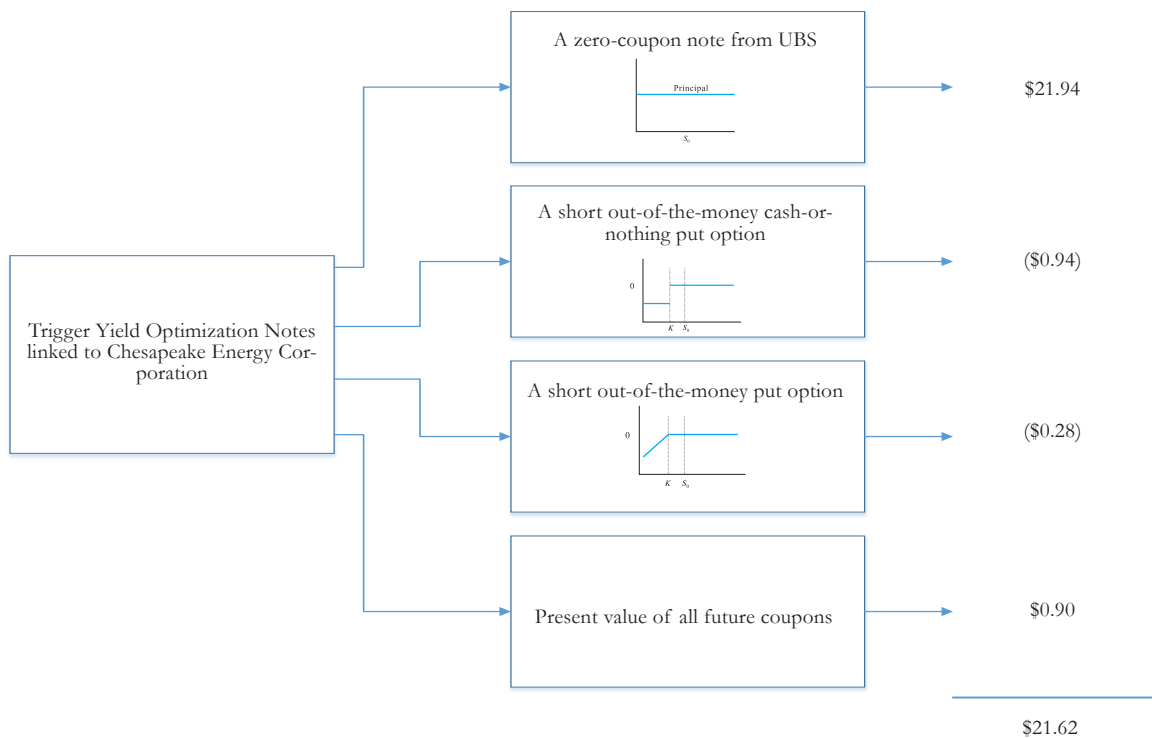 A zero-coupon note from UBS
Principal
S₀
$21.94
A short out-of-the-money cash-or-
nothing put option
0
K S₀
($0.94)
Trigger Yield Optimization Notes
linked to Chesapeake Energy Cor-
poration
A short out-of-the-money put option
0
K S₀
($0.28)
Present value of all future coupons
$0.90
$21.62